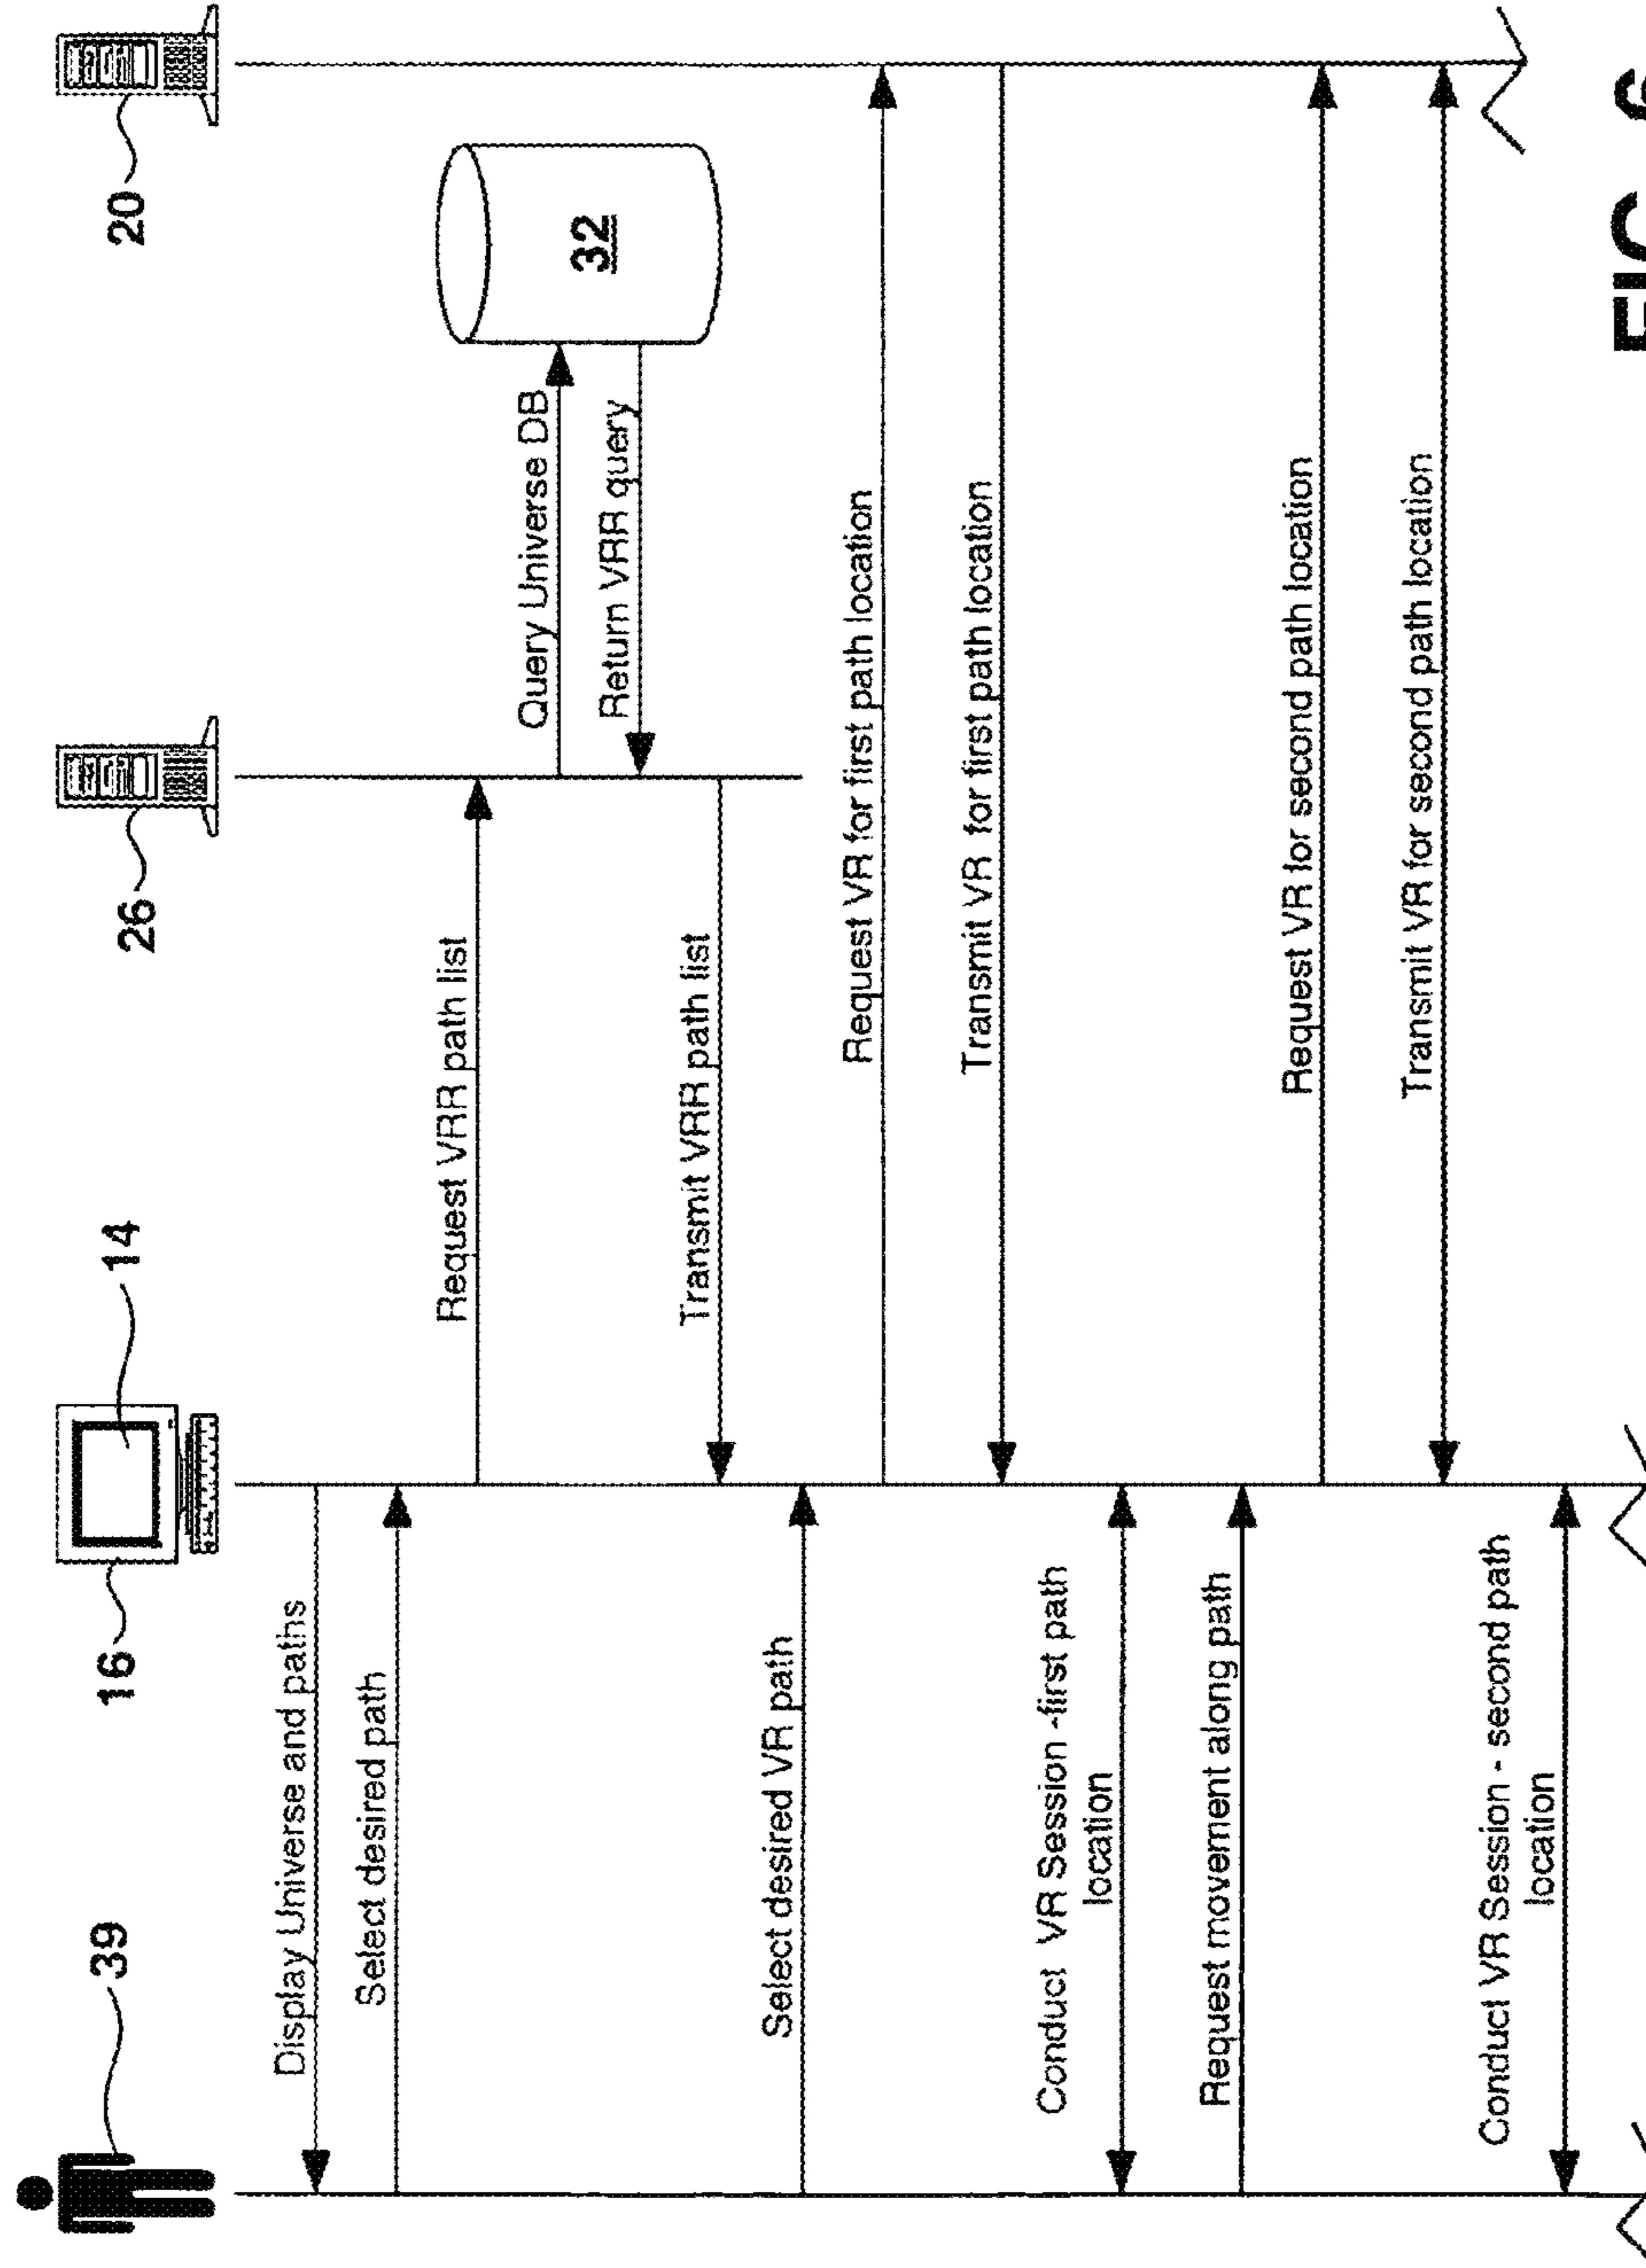 39
16
14
26
20
Display Universe and paths
Select desired path
Request VRR path list
Query Universe DB
32
Return VRR query
Transmit VRR path list
Select desired VR path
Request VR for first path location
Transmit VR for first path location
Conduct VR Session -first path
location
Request movement along path
Request VR for second path location
Transmit VR for second path location
Conduct VR Session - second path
location